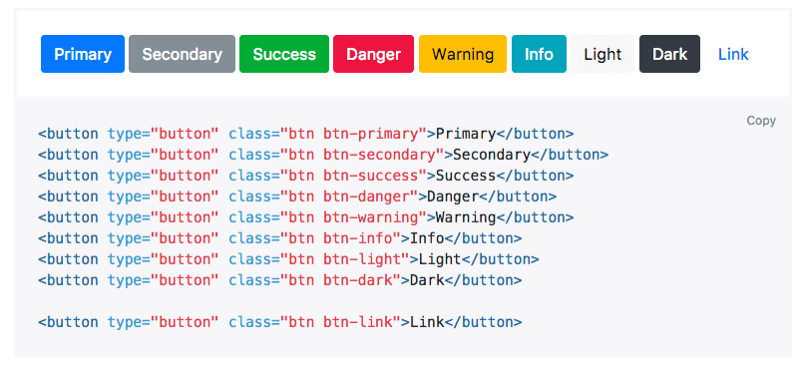 Primary Secondary Success Danger Warning Info Light Dark Link
Copy
<button type="button" class="btn btn-primary">Primary</button>
<button type="button" class="btn btn-secondary">Secondary</button>
<button type="button" class="btn btn-success">Success</button>
<button type="button" class="btn btn-danger">Danger</button>
<button type="button" class="btn btn-warning">Warning</button>
<button type="button" class="btn btn-info">Info</button>
<button type="button" class="btn btn-light">Light</button>
<button type="button" class="btn btn-dark">Dark</button>
<button type="button" class="btn btn-link">Link</button>